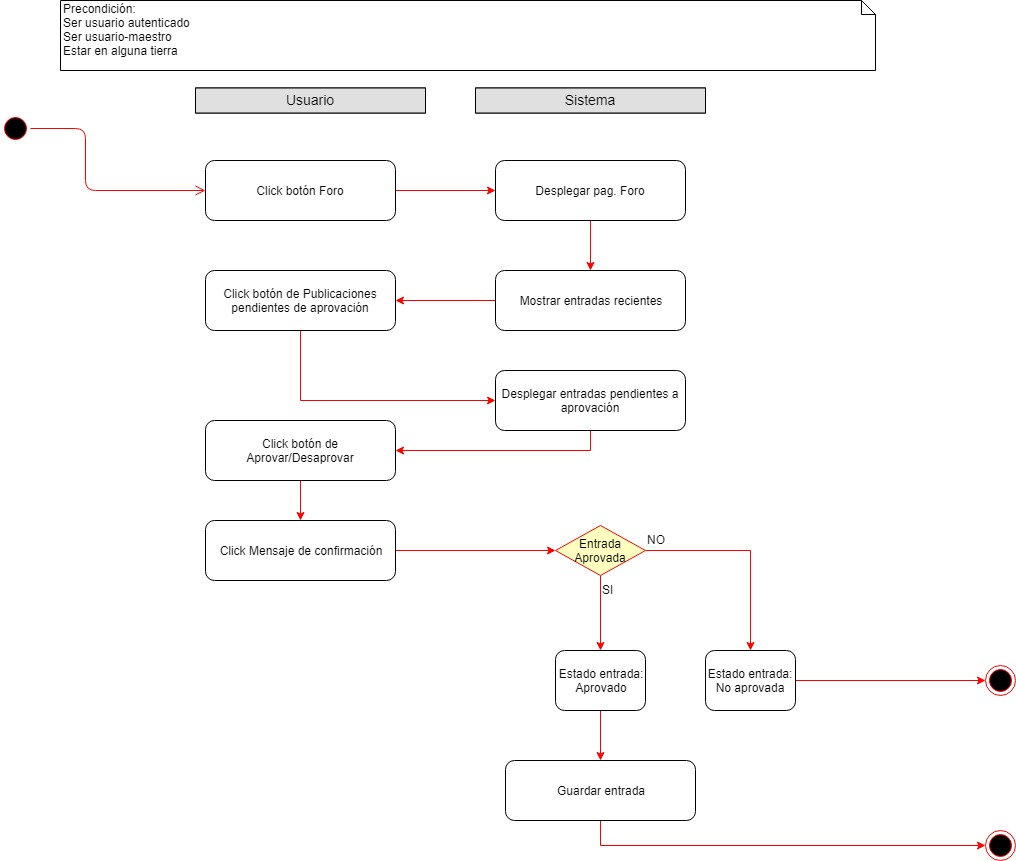 Precondición:
Ser usuario autenticado
Ser usuario-maestro
Estar en alguna tierra
Usuario
Sistema
Click botón Foro
Desplegar pag. Foro
Click botón de Publicaciones
pendientes de aprovación
Mostrar entradas recientes
Desplegar entradas pendientes a
aprovación
Click botón de
Aprovar/Desaprovar
Click Mensaje de confirmación
Entrada
Aprovada
NO
SI
Estado entrada:
Aprovado
Estado entrada:
No aprovada
Guardar entrada